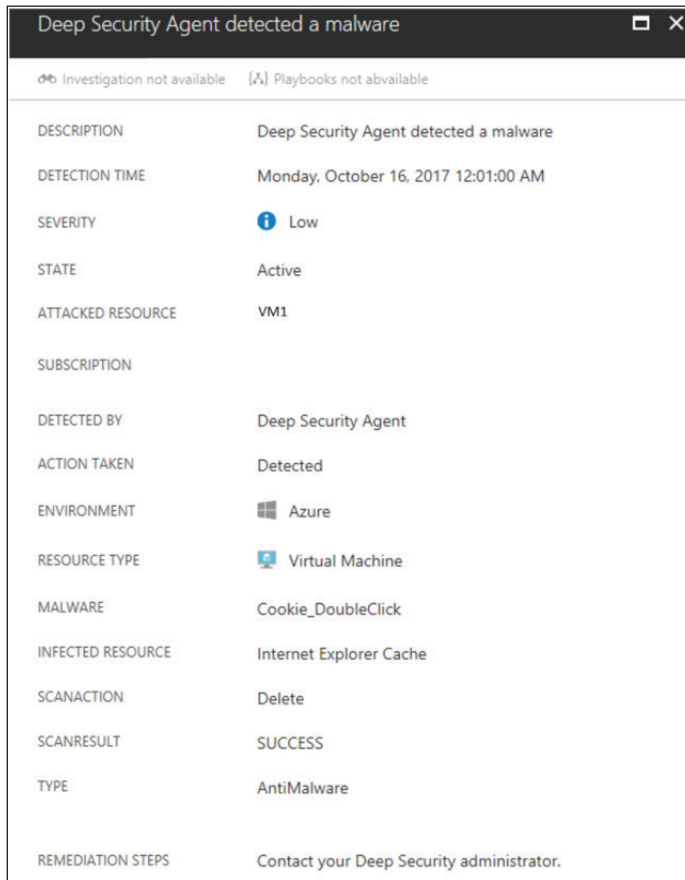 Deep Security Agent detected a malware
Investigation not available Playbooks not abvailable
DESCRIPTION Deep Security Agent detected a malware
DETECTION TIME Monday, October 16, 2017 12:01:00 AM
SEVERITY Low
STATE Active
ATTACKED RESOURCE VM1
SUBSCRIPTION
DETECTED BY Deep Security Agent
ACTION TAKEN Detected
ENVIRONMENT Azure
RESOURCE TYPE Virtual Machine
MALWARE Cookie_DoubleClick
INFECTED RESOURCE Internet Explorer Cache
SCANACTION Delete
SCANRESULT SUCCESS
TYPE AntiMalware
REMEDIATION STEPS Contact your Deep Security administrator.